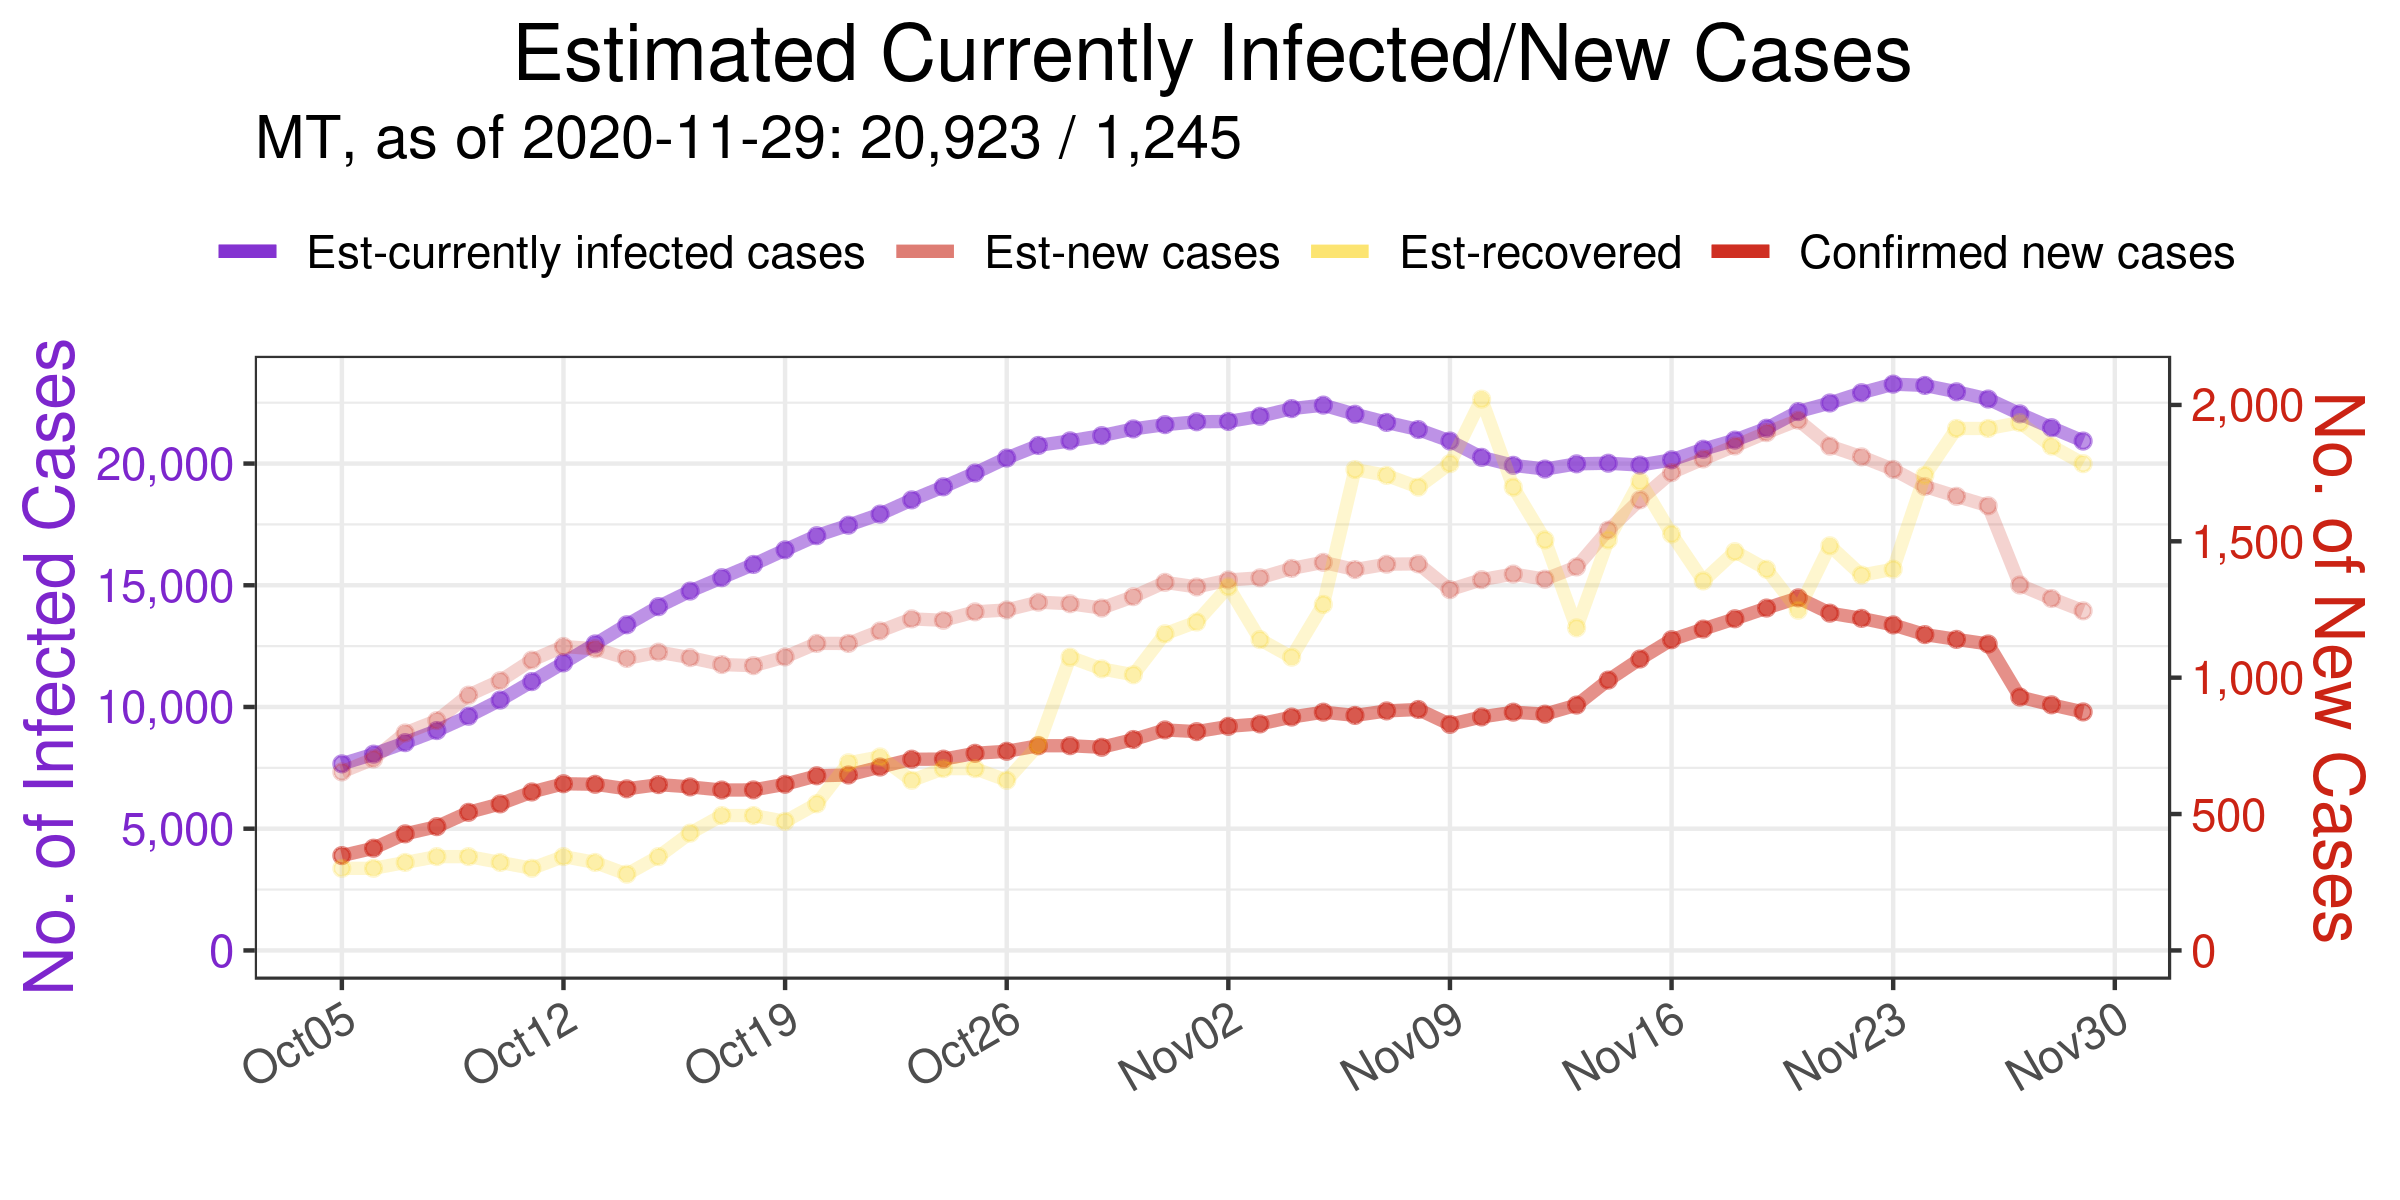 Estimated Currently Infected/New Cases
MT, as of 2020-11-29: 20,923 / 1,245
Est-currently infected cases Est-new cases Est-recovered Confirmed new cases
No. of Infected Cases
20,000
15,000
10,000
5,000
0
2,000
1,500
1,000
500
0
No. of New Cases
Oct05 Oct12 Oct19 Oct26 Nov02 Nov09 Nov16 Nov23 Nov30